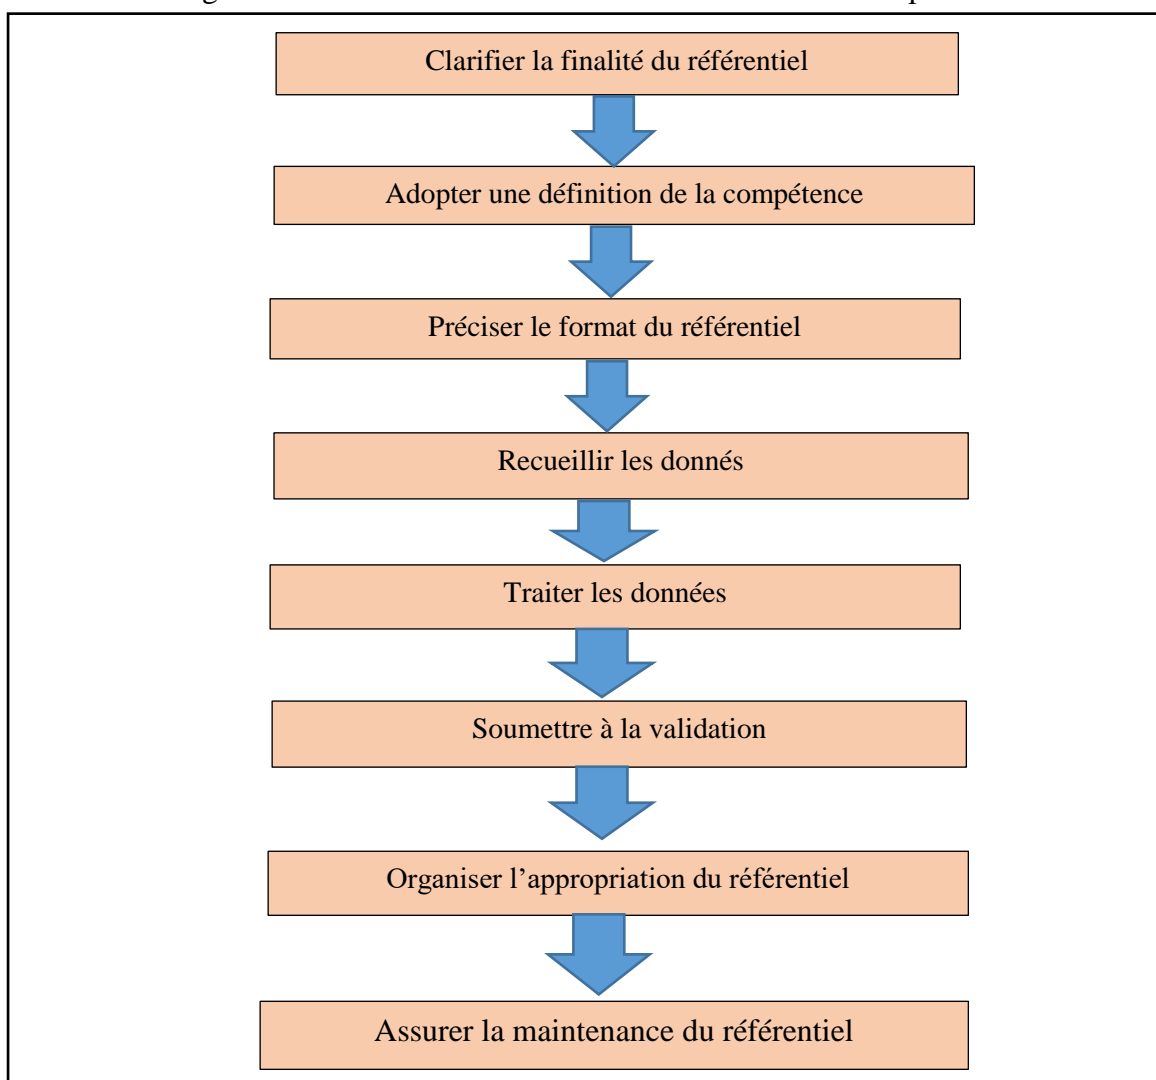 Clarifier la finalité du référentiel
Adopter une définition de la compétence
Préciser le format du référentiel
Recueillir les donnés
Traiter les données
Soumettre à la validation
Organiser l’appropriation du référentiel
Assurer la maintenance du référentiel